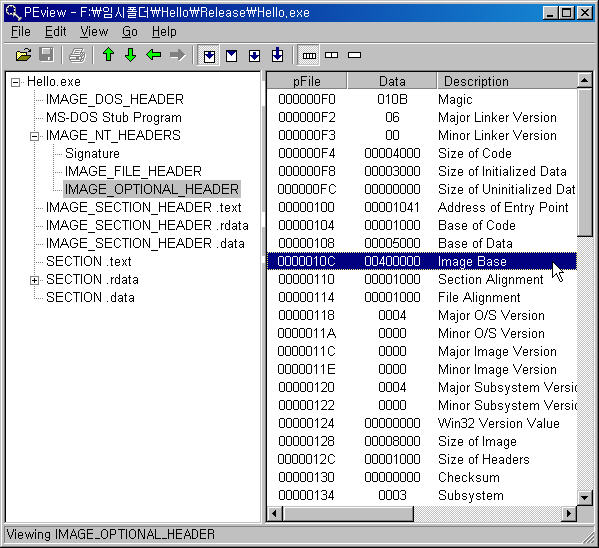 PEview - F:\임시폴더\Hello\Release\Hello.exe
File Edit View Go Help
Hello.exe
IMAGE_DOS_HEADER
MS-DOS Stub Program
IMAGE_NT_HEADERS
Signature
IMAGE_FILE_HEADER
IMAGE_OPTIONAL_HEADER
IMAGE_SECTION_HEADER .text
IMAGE_SECTION_HEADER .rdata
IMAGE_SECTION_HEADER .data
SECTION .text
SECTION .rdata
SECTION .data
pFile Data Description
000000F0 010B Magic
000000F2 06 Major Linker Version
000000F3 00 Minor Linker Version
000000F4 00004000 Size of Code
000000F8 00003000 Size of Initialized Data
000000FC 00000000 Size of Uninitialized Dat
00000100 00001041 Address of Entry Point
00000104 00001000 Base of Code
00000108 00005000 Base of Data
0000010C 00400000 Image Base
00000110 00001000 Section Alignment
00000114 00001000 File Alignment
00000118 0004 Major O/S Version
0000011A 0000 Minor O/S Version
0000011C 0000 Major Image Version
0000011E 0000 Minor Image Version
00000120 0004 Major Subsystem Versio
00000122 0000 Minor Subsystem Versio
00000124 00000000 Win32 Version Value
00000128 00008000 Size of Image
0000012C 00001000 Size of Headers
00000130 00000000 Checksum
00000134 0003 Subsystem
Viewing IMAGE_OPTIONAL_HEADER